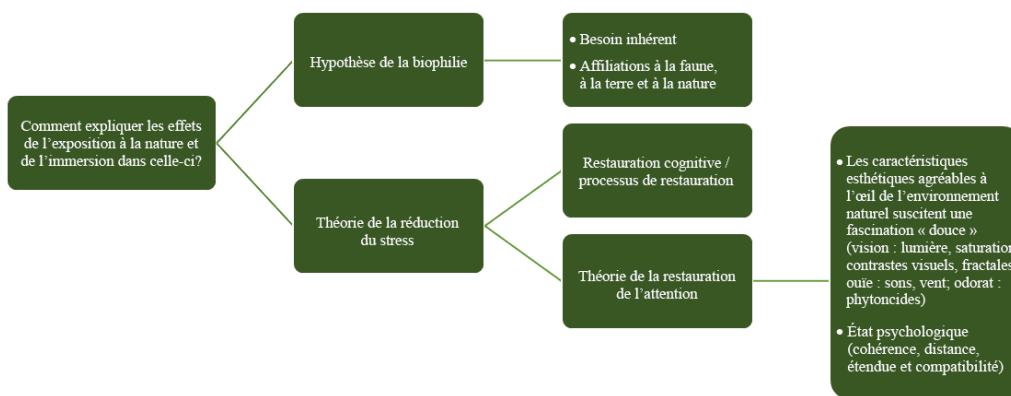 Comment expliquer les effets
de l’exposition à la nature et
de l’immersion dans celle-ci?
Hypothèse de la biophilie
• Besoin inhérent
• Affiliations à la faune,
à la terre et à la nature
Théorie de la réduction
du stress
Restauration cognitive /
processus de restauration
Théorie de la restauration
de l’attention
• Les caractéristiques
esthétiques agréables à
l’œil de l’environnement
naturel suscitent une
fascination « douce »
(vision : lumière, saturation
contrastes visuels, fractales
ouïe : sons, vent; odorat :
phytoncides)
• État psychologique
(cohérence, distance,
étendue et compatibilité)